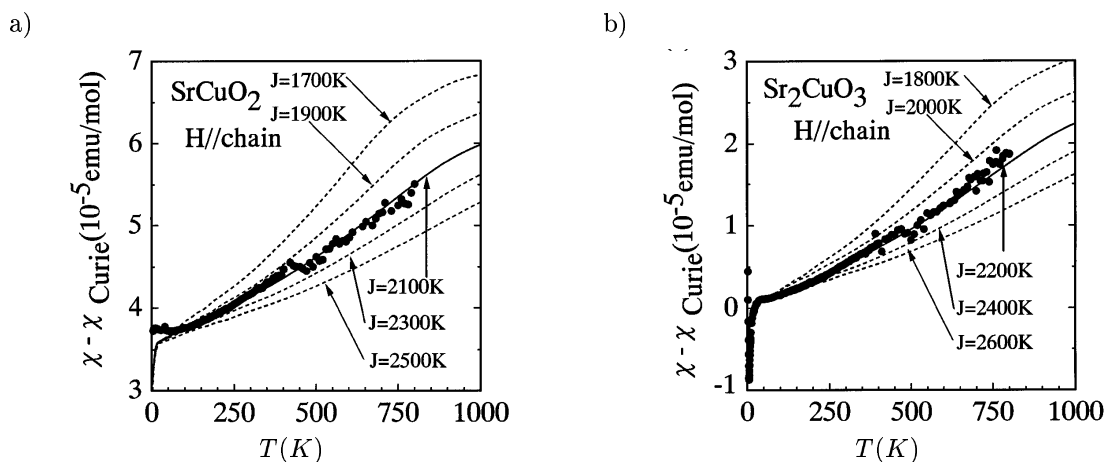 a)
χ - χ Curie(10-5emu/mol)
7
6
5
4
3
J=1700K
SrCuO2
J=1900K
H//chain
J=2100K
J=2300K
J=2500K
0 250 500 750 1000
T(K)
b)
χ - χ Curie(10-5emu/mol)
3
2
1
0
-1
J=1800K
Sr2CuO3
J=2000K
H//chain
J=2200K
J=2400K
J=2600K
0 250 500 750 1000
T(K)